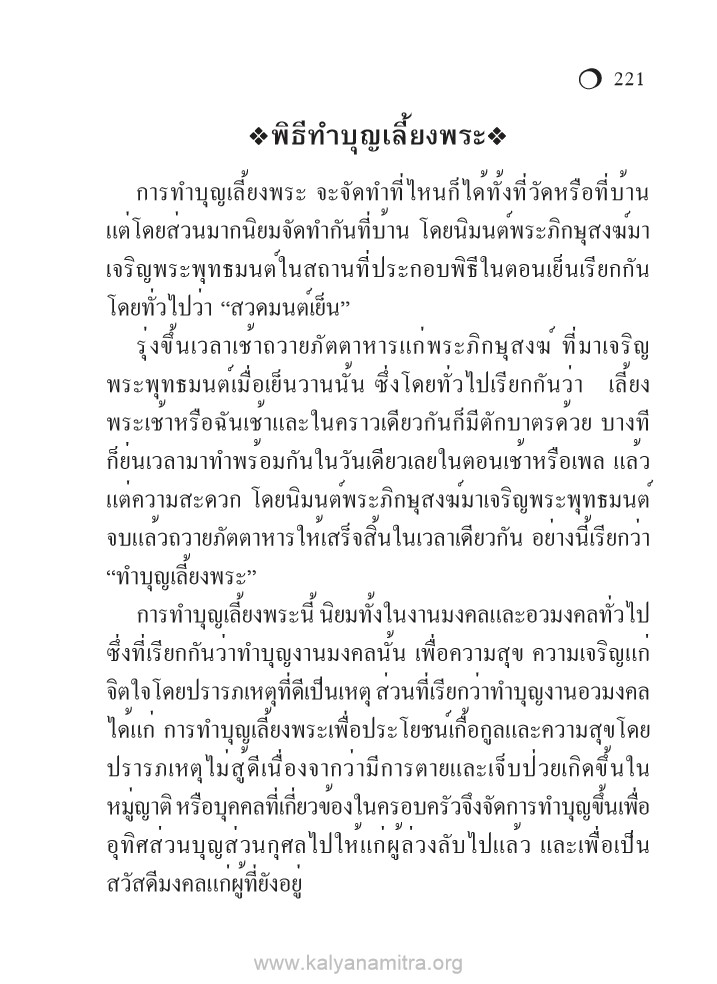 ❍ 221
❖พิธีทำบุญเลี้ยงพระ❖
การทำบุญเลี้ยงพระ จะจัดทำที่ไหนก็ได้ทั้งที่วัดหรือที่บ้าน
แต่โดยส่วนมากนิยมจัดทำกันที่บ้าน โดยนิมนต์พระภิกษุสงฆ์มา
เจริญพระพุทธมนต์ในสถานที่ประกอบพิธีในตอนเย็นเรียกกัน
โดยทั่วไปว่า “สวดมนต์เย็น”
รุ่งขึ้นเวลาเช้าถวายภัตตาหารแก่พระภิกษุสงฆ์ ที่มาเจริญ
พระพุทธมนต์เมื่อเย็นวานนั้น ซึ่งโดยทั่วไปเรียกกันว่า เลี้ยง
พระเช้าหรือฉันเช้าและในคราวเดียวกันก็มีตักบาตรด้วย บางที
ก็ย่นเวลามาทำพร้อมกันในวันเดียวเลยในตอนเช้าหรือเพล แล้ว
แต่ความสะดวก โดยนิมนต์พระภิกษุสงฆ์มาเจริญพระพุทธมนต์
จบแล้วถวายภัตตาหารให้เสร็จสิ้นในเวลาเดียวกัน อย่างนี้เรียกว่า
“ทำบุญเลี้ยงพระ”
การทำบุญเลี้ยงพระนี้ นิยมทั้งในงานมงคลและอวมงคลทั่วไป
ซึ่งที่เรียกกันว่าทำบุญงานมงคลนั้น เพื่อความสุข ความเจริญแก่
จิตใจโดยปรารภเหตุที่ดีเป็นเหตุ ส่วนที่เรียกว่าทำบุญงานอวมงคล
ได้แก่ การทำบุญเลี้ยงพระเพื่อประโยชน์เกื้อกูลและความสุขโดย
ปรารภเหตุไม่สู้ดีเนื่องจากว่ามีการตายและเจ็บป่วยเกิดขึ้นใน
หมู่ญาติ หรือบุคคลที่เกี่ยวข้องในครอบครัวจึงจัดการทำบุญขึ้นเพื่อ
อุทิศส่วนบุญส่วนกุศลไปให้แก่ผู้ล่วงลับไปแล้ว และเพื่อเป็น
สวัสดีมงคลแก่ผู้ที่ยังอยู่
www.kalyanamitra.org